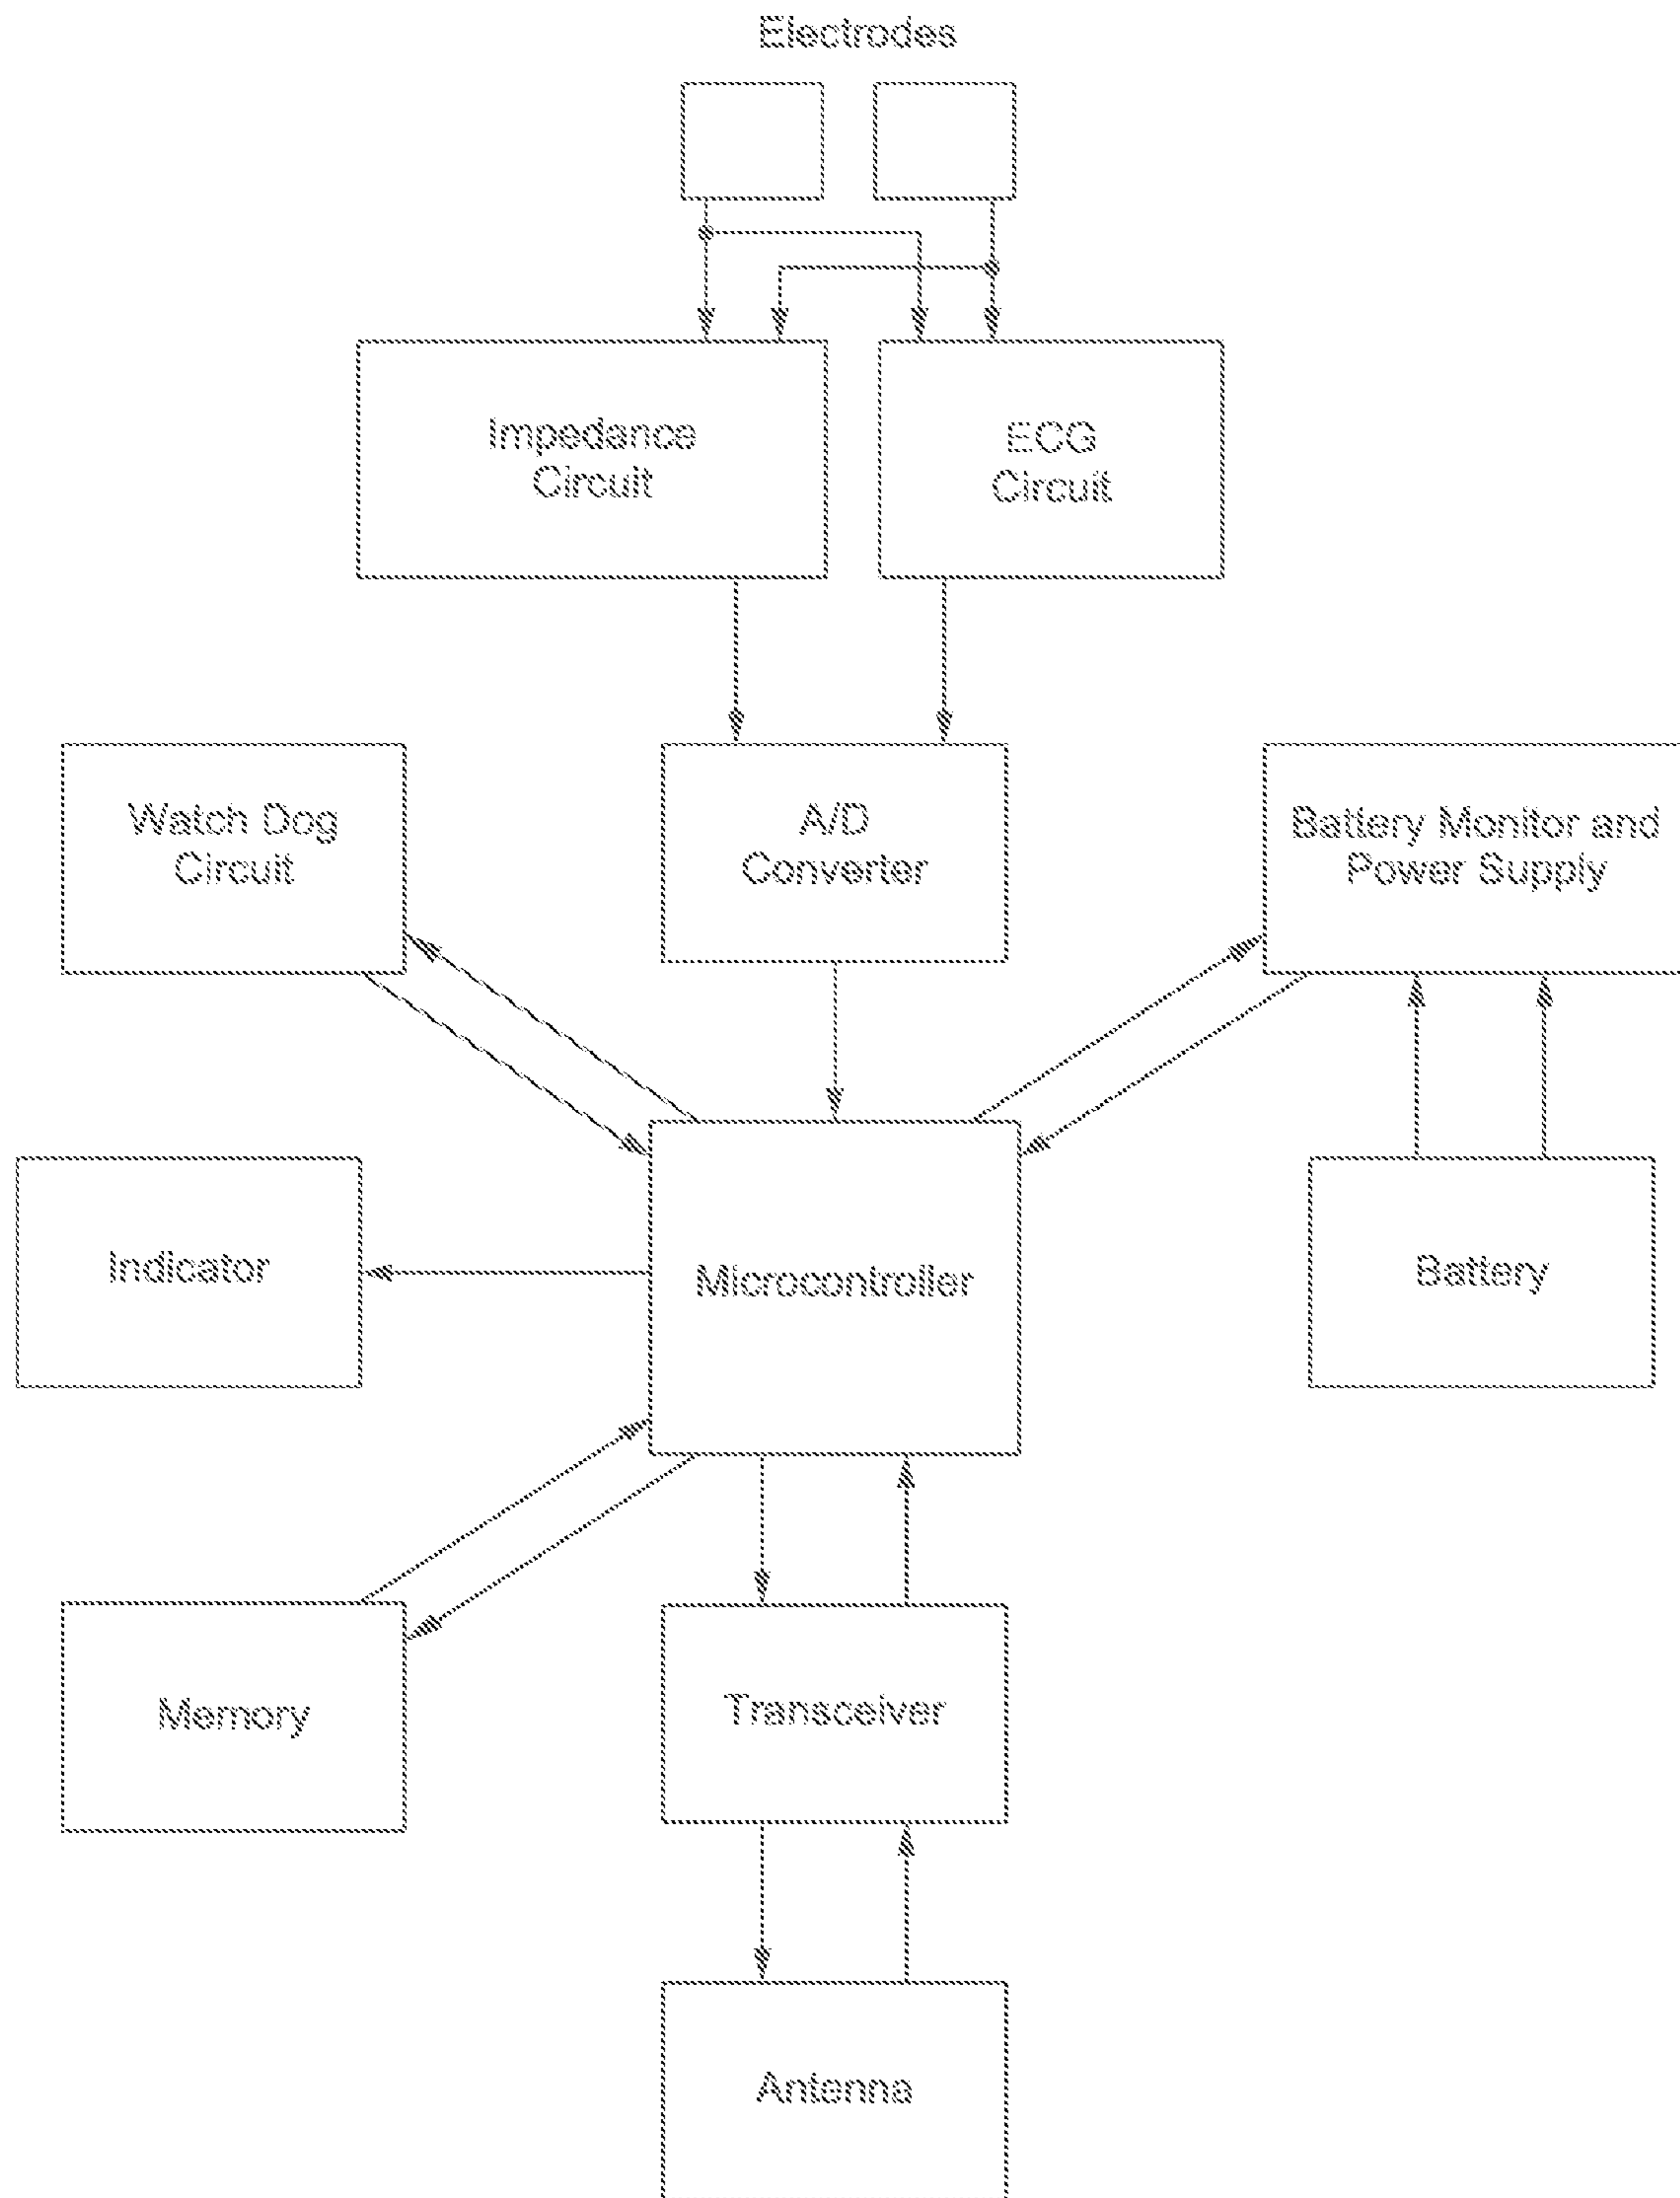 Electrodes
Impedance
Circuit
ECG
Circuit
Watch Dog
Circuit
A/D
Converter
Battery Monitor and
Power Supply
Indicator
Microcontroller
Battery
Memory
Transceiver
Antenna